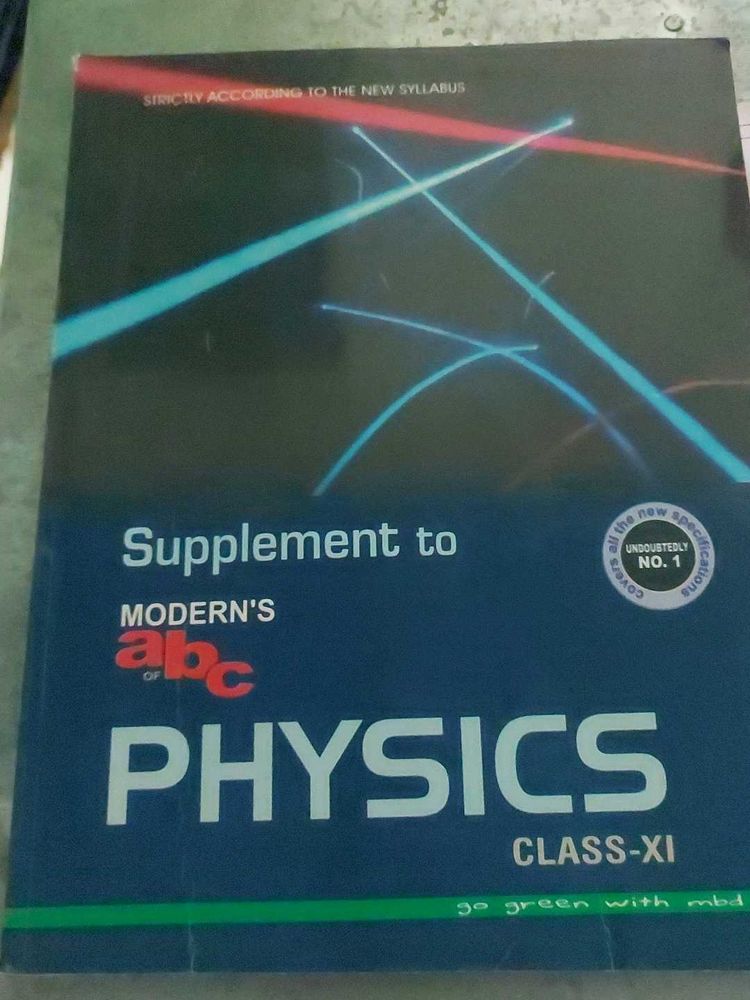 STRICTLY ACCORDING TO THE NEW SYLLABUS
Supplement to
covers all the new specifications
UNDOUBTEDLY
NO. 1
MODERN'S
abc
OF
PHYSICS
CLASS-XI
go green with mbd